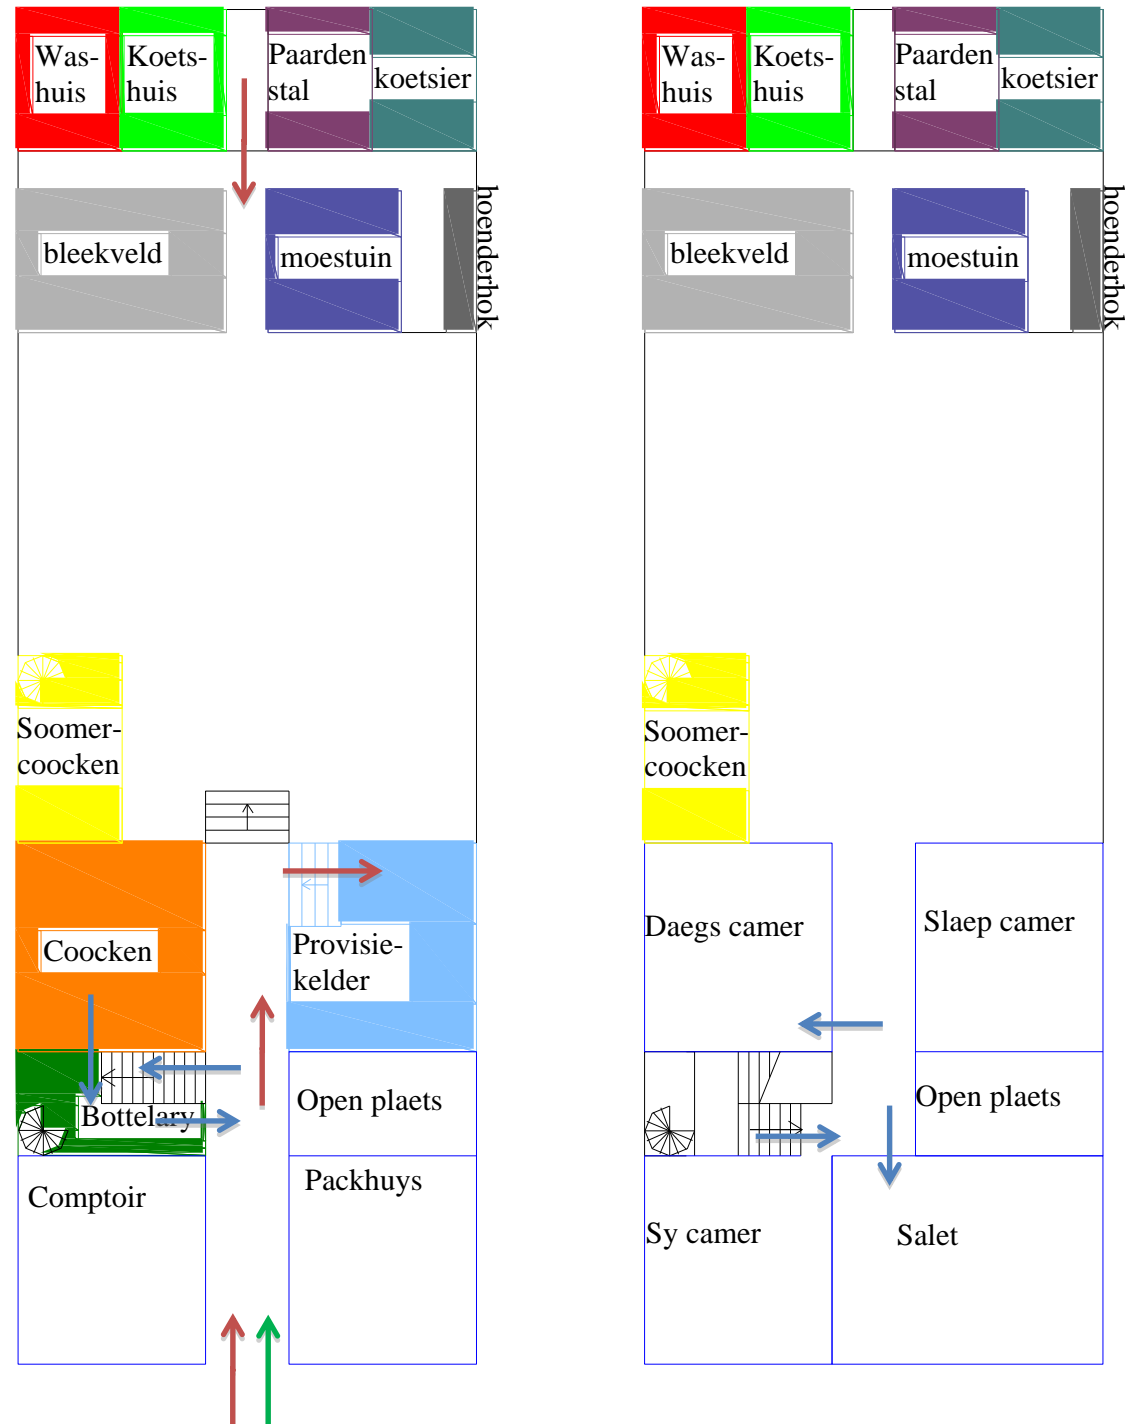 Was-
huis
Koets-
huis
Paarden
stal
koetsier
bleekveld
moestuin
hoenderhok
Soomer-
coocken
Coocken
Provisie-
kelder
Bottelary
Open plaets
Comptoir
Packhuys
Was-
huis
Koets-
huis
Paarden
stal
koetsier
bleekveld
moestuin
hoenderhok
Soomer-
coocken
Daegs camer
Slaep camer
Open plaets
Sy camer
Salet